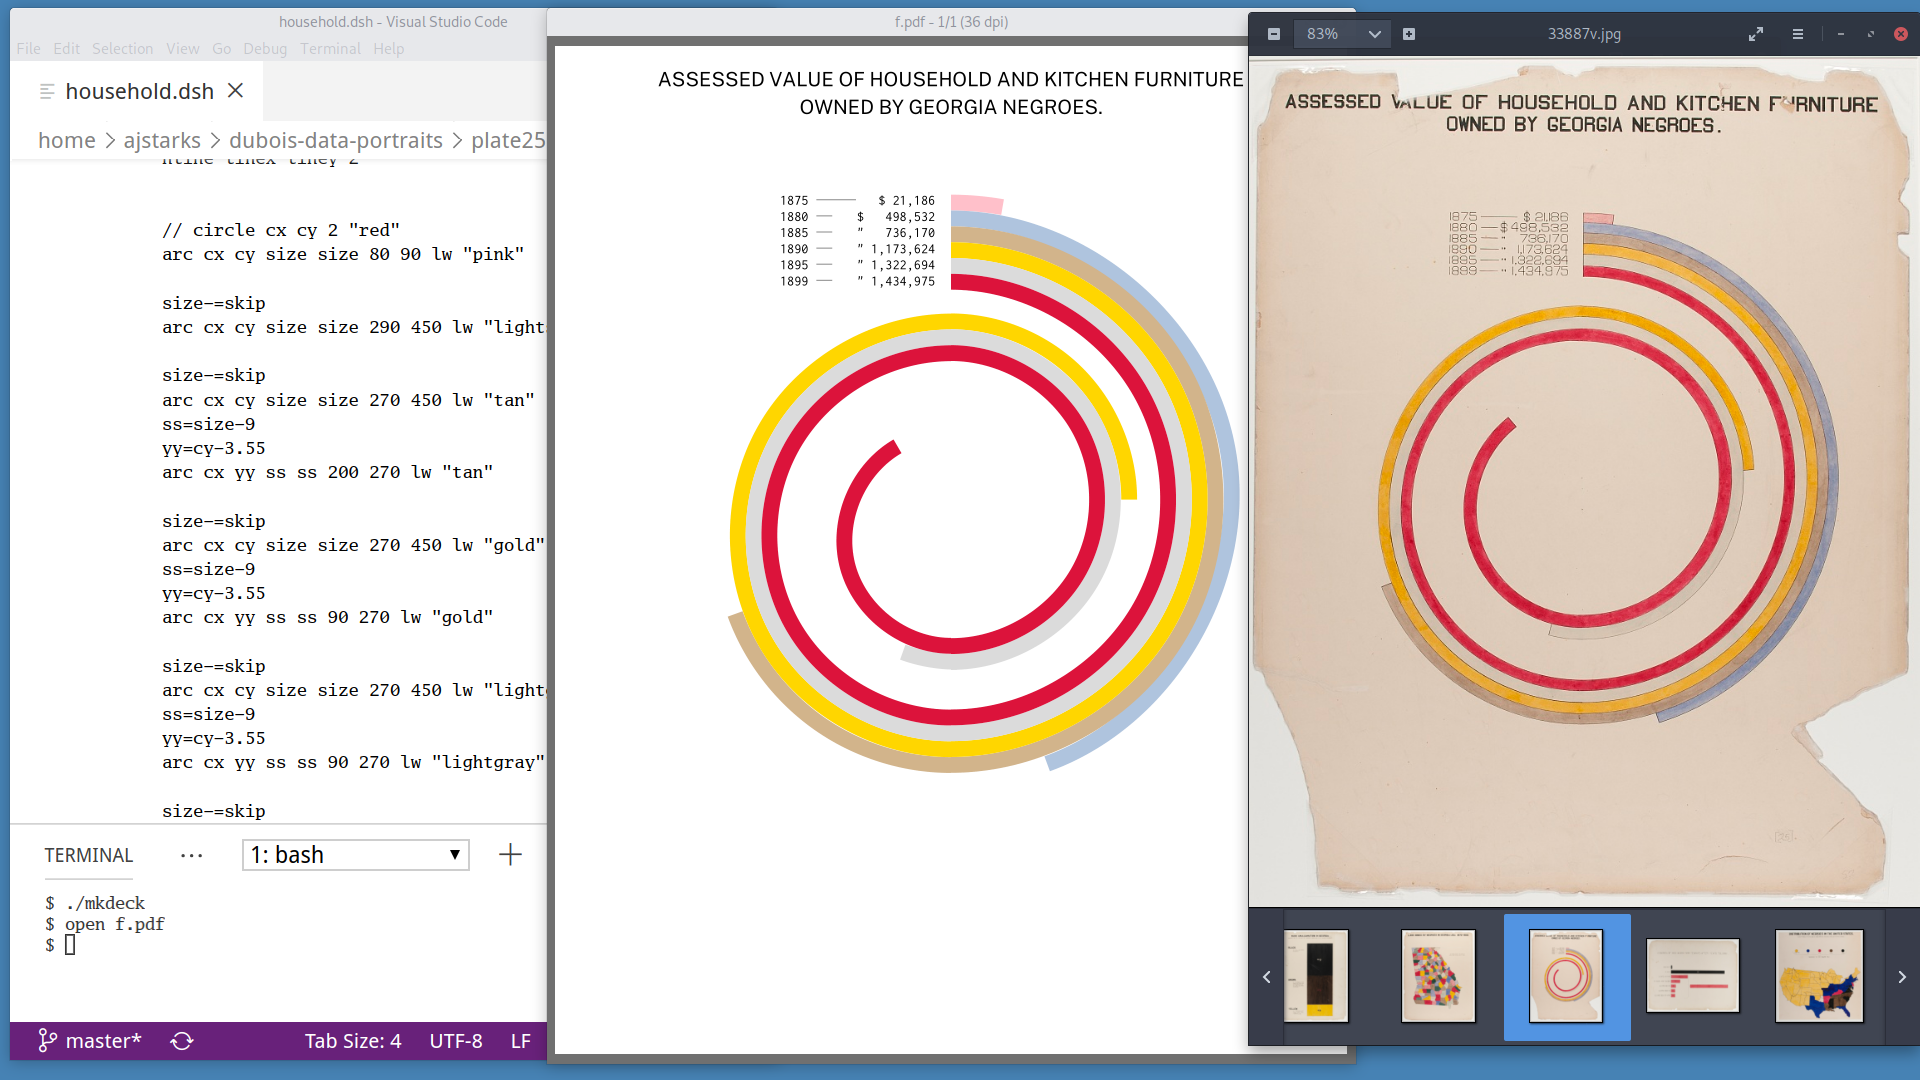 household.dsh - Visual Studio Code
File Edit Selection View Go Debug Terminal Help
household.dsh
home > ajstarks > dubois-data-portraits > plate25
hline linex liney 2
// circle cx cy 2 "red"
arc cx cy size size 80 90 lw "pink"
size-=skip
arc cx cy size size 290 450 lw "lights
size-=skip
arc cx cy size size 270 450 lw "tan"
ss=size-9
yy=cy-3.55
arc cx yy ss ss 200 270 lw "tan"
size-=skip
arc cx cy size size 270 450 lw "gold"
ss=size-9
yy=cy-3.55
arc cx yy ss ss 90 270 lw "gold"
size-=skip
arc cx cy size size 270 450 lw "lightg
ss=size-9
yy=cy-3.55
arc cx yy ss ss 90 270 lw "lightgray"
size-=skip
TERMINAL ... 1: bash
$ ./mkdeck
$ open f.pdf
$
master* Tab Size: 4 UTF-8 LF
f.pdf - 1/1 (36 dpi)
ASSESSED VALUE OF HOUSEHOLD AND KITCHEN FURNITURE
OWNED BY GEORGIA NEGROES.
1875 $ 21,186
1880 $ 498,532
1885 " 736,170
1890 " 1,173,624
1895 " 1,322,694
1899 " 1,434,975
83% 33887v.jpg
ASSESSED VALUE OF HOUSEHOLD AND KITCHEN FURNITURE
OWNED BY GEORGIA NEGROES.
1875 $ 21,186
1880 $ 498,532
1885 " 736,170
1890 " 1,173,624
1895 " 1,322,694
1899 " 1,434,975